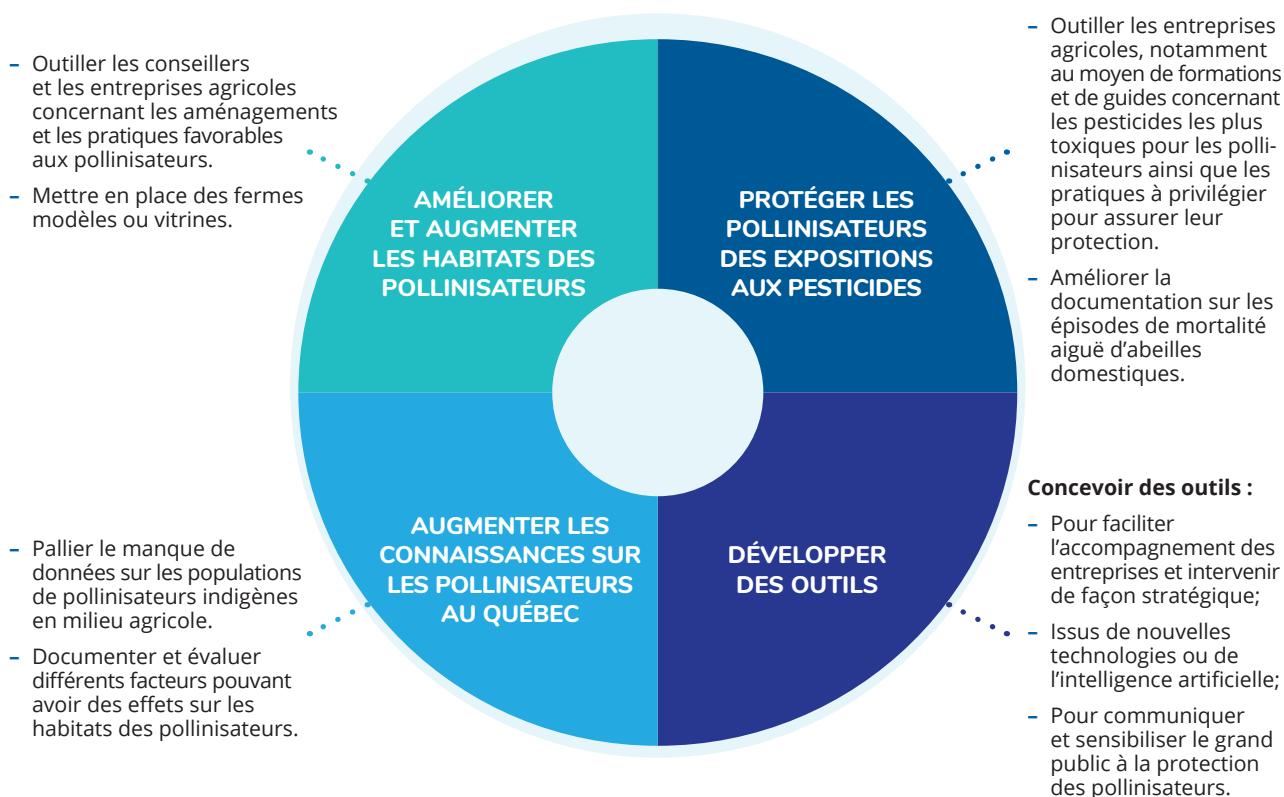 – Outiller les conseillers
et les entreprises agricoles
concernant les aménagements
et les pratiques favorables
aux pollinisateurs.
– Mettre en place des fermes
modèles ou vitrines.
AMÉLIORER
ET AUGMENTER
LES HABITATS DES
POLLINISATEURS
PROTÉGER LES
POLLINISATEURS
DES EXPOSITIONS
AUX PESTICIDES
– Outiller les entreprises
agricoles, notamment
au moyen de formations
et de guides concernant
les pesticides les plus
toxiques pour les polli-
nisateurs ainsi que les
pratiques à privilégier
pour assurer leur
protection.
– Améliorer la
documentation sur les
épisodes de mortalité
aiguë d’abeilles
domestiques.
– Pallier le manque de
données sur les populations
de pollinisateurs indigènes
en milieu agricole.
– Documenter et évaluer
différents facteurs pouvant
avoir des effets sur les
habitats des pollinisateurs.
AUGMENTER LES
CONNAISSANCES SUR
LES POLLINISATEURS
AU QUÉBEC
DÉVELOPPER
DES OUTILS
Concevoir des outils :
– Pour faciliter
l’accompagnement des
entreprises et intervenir
de façon stratégique;
– Issus de nouvelles
technologies ou de
l’intelligence artificielle;
– Pour communiquer
et sensibiliser le grand
public à la protection
des pollinisateurs.